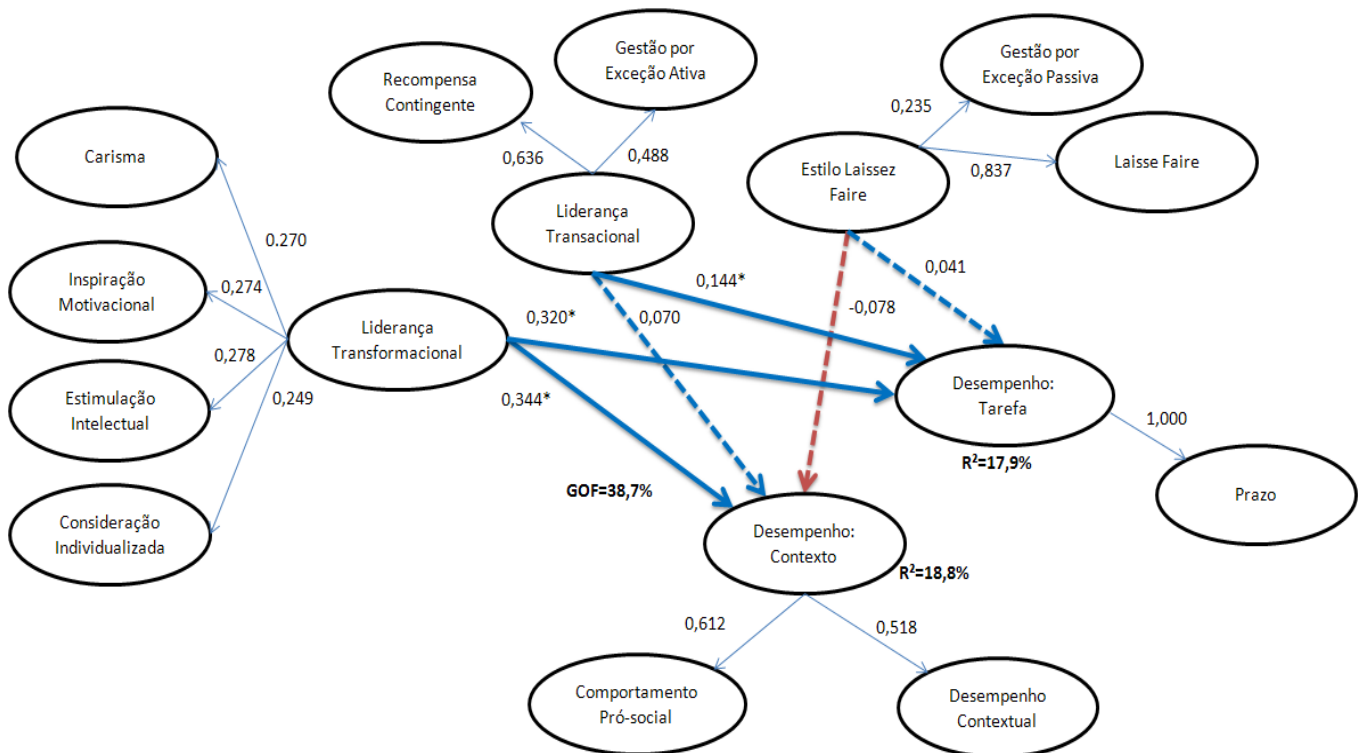 Gestão por
Exceção Ativa
Gestão por
Exceção Passiva
Recompensa
Contingente
0,235
Carisma
0,636
0,488
Estilo Laissez
Faire
0,837
Laisse Faire
Liderança
Transacional
0.270
Inspiração
Motivacional
0,274
0,144*
0,041
-0,078
Liderança
Transformacional
0,320*
0,070
0,278
Estimulação
Intelectual
0,249
0,344*
Desempenho:
Tarefa
1,000
R²=17,9%
GOF=38,7%
Prazo
Consideração
Individualizada
Desempenho:
Contexto
R²=18,8%
0,612
0,518
Comportamento
Pró-social
Desempenho
Contextual